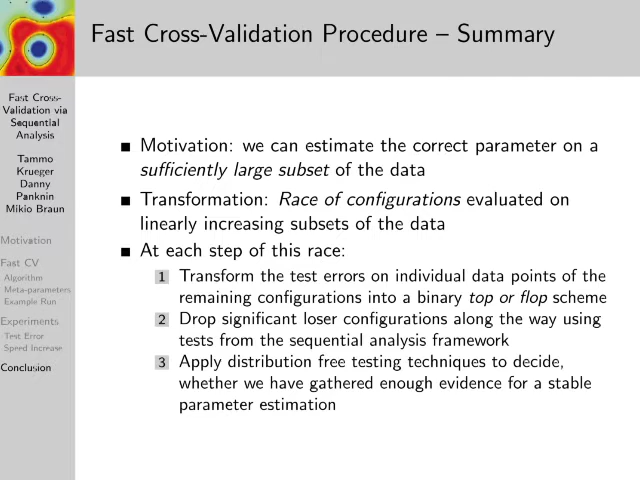 Fast Cross-Validation Procedure – Summary
Fast Cross-
Validation via
Sequential
Analysis
Tammo
Krueger
Danny
Panknin
Mikio Braun
Motivation
Fast CV
Algorithm
Meta-parameters
Example Run
Experiments
Test Error
Speed Increase
Conclusion
Motivation: we can estimate the correct parameter on a
sufficiently large subset of the data
Transformation: Race of configurations evaluated on
linearly increasing subsets of the data
At each step of this race:
1 Transform the test errors on individual data points of the
remaining configurations into a binary top or flop scheme
2 Drop significant loser configurations along the way using
tests from the sequential analysis framework
3 Apply distribution free testing techniques to decide,
whether we have gathered enough evidence for a stable
parameter estimation